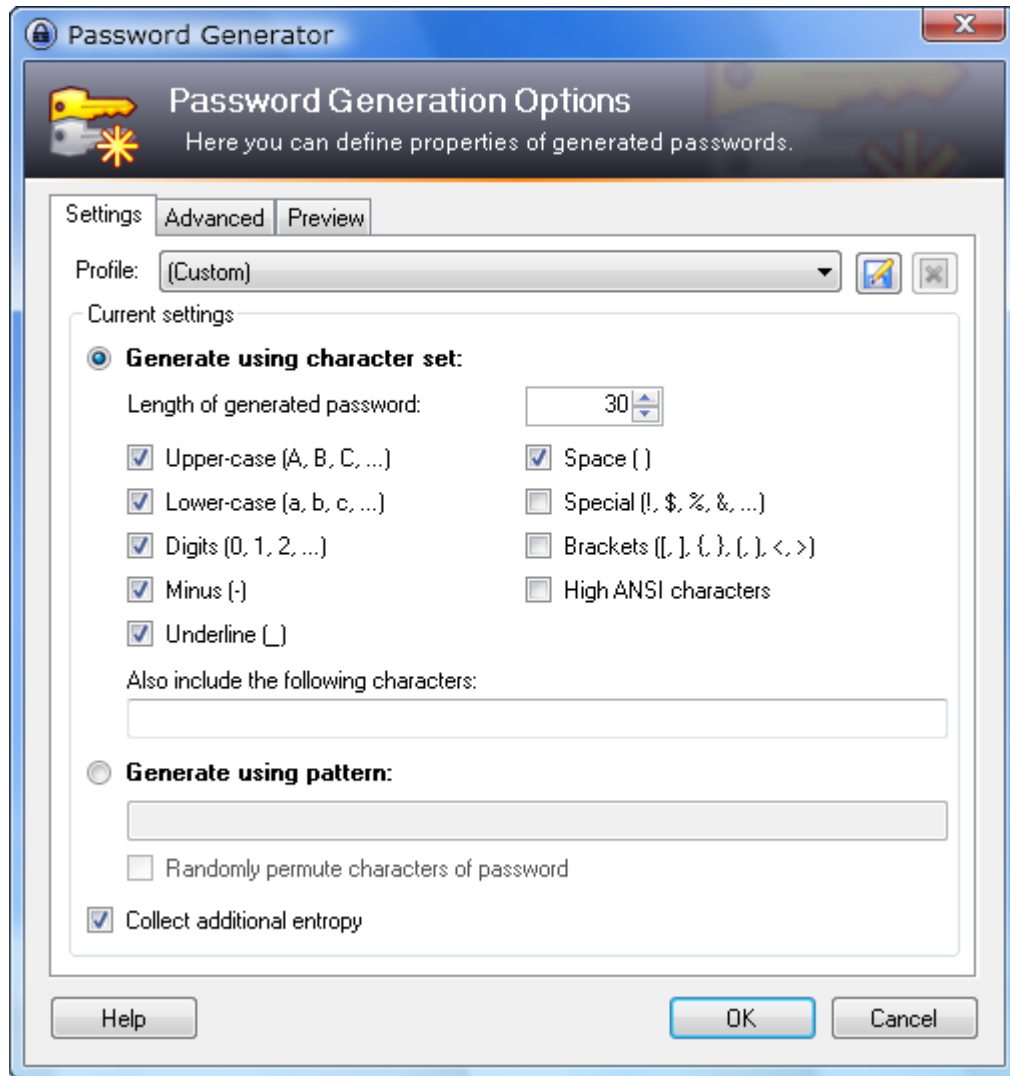 Password Generator
Password Generation Options
Here you can define properties of generated passwords.
Settings Advanced Preview
Profile: (Custom)
Current settings
Generate using character set:
Length of generated password: 30
Upper-case (A, B, C, ...) Space ( )
Lower-case (a, b, c, ...) Special (!, $, %, &, ...)
Digits (0, 1, 2, ...) Brackets ([, ], {, }, (, ), <, >)
Minus (-) High ANSI characters
Underline (_)
Also include the following characters:
Generate using pattern:
Randomly permute characters of password
Collect additional entropy
Help OK Cancel